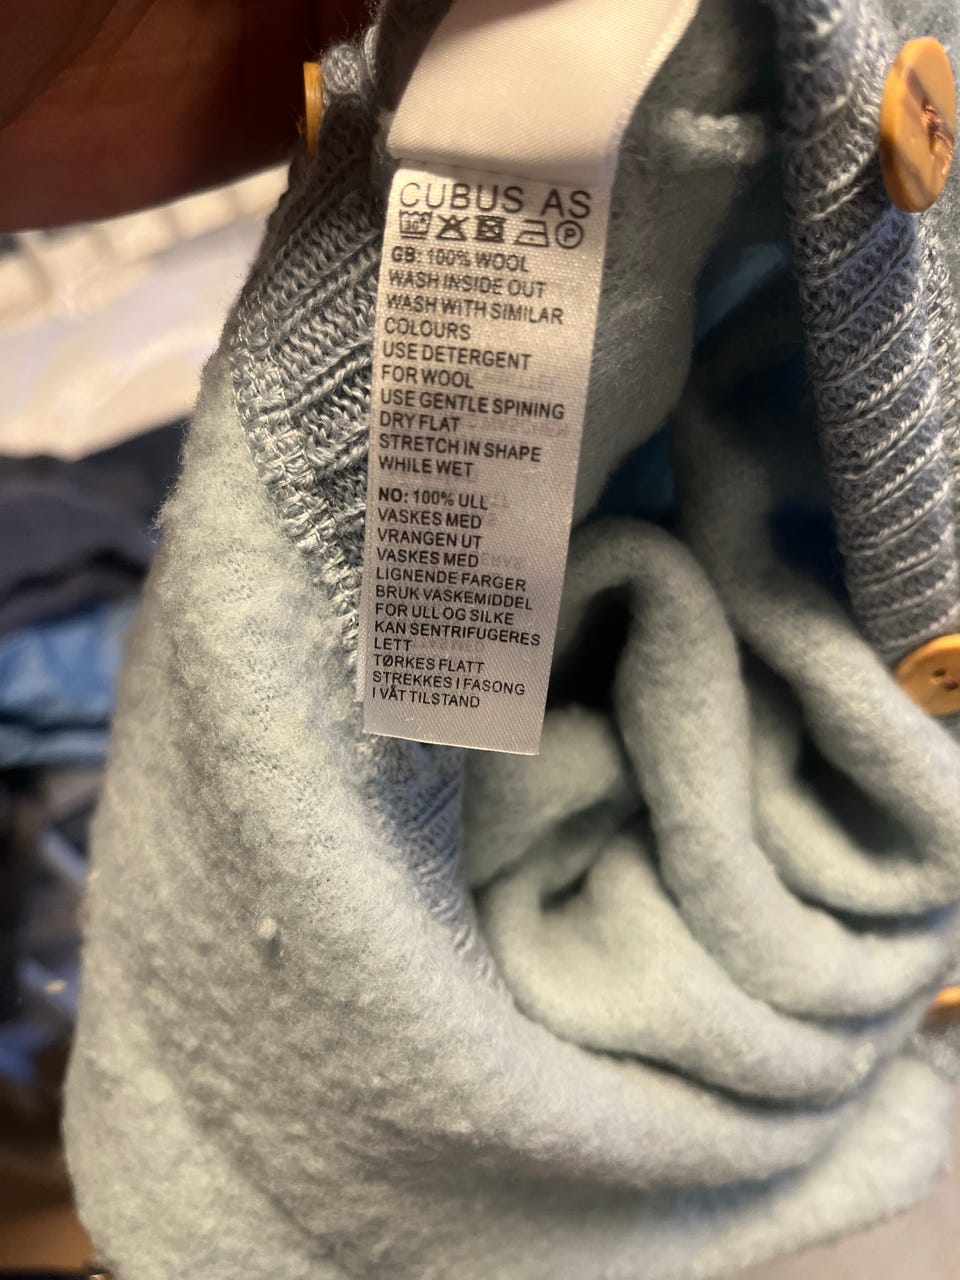 CUBUS AS
30° P
GB: 100% WOOL
WASH INSIDE OUT
WASH WITH SIMILAR
COLOURS
USE DETERGENT
FOR WOOL
USE GENTLE SPINING
DRY FLAT
STRETCH IN SHAPE
WHILE WET
NO: 100% ULL
VASKES MED
VRANGEN UT
VASKES MED
LIGNENDE FARGER
BRUK VASKEMIDDEL
FOR ULL OG SILKE
KAN SENTRIFUGERES
LETT
TØRKES FLATT
STREKKES I FASONG
I VÅT TILSTAND